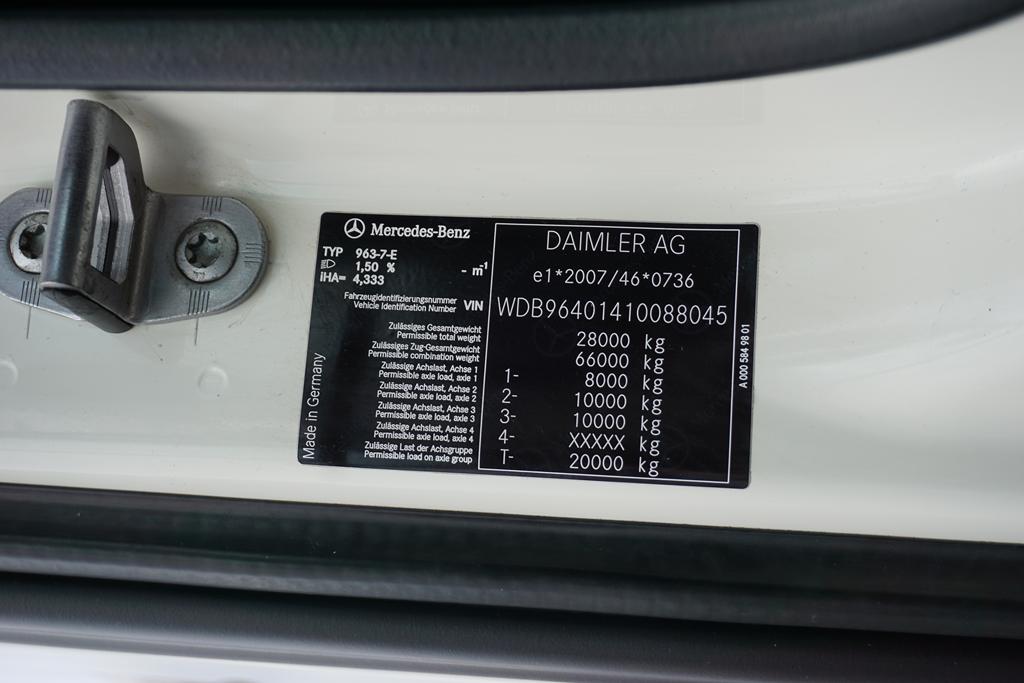 Mercedes-Benz
TYP 963-7-E
1,50 % - m⁻¹
iHA= 4,333
Fahrzeugidentifizierungsnummer
Vehicle Identification Number VIN
Zulässiges Gesamtgewicht
Permissible total weight
Zulässiges Zug-Gesamtgewicht
Permissible combination weight
Zulässige Achslast, Achse 1
Permissible axle load, axle 1
Zulässige Achslast, Achse 2
Permissible axle load, axle 2
Zulässige Achslast, Achse 3
Permissible axle load, axle 3
Zulässige Achslast, Achse 4
Permissible axle load, axle 4
Zulässige Last der Achsgruppe
Permissible load on axle group
Made in Germany
DAIMLER AG
e1*2007/46*0736
WDB96401410088045
28000 kg
66000 kg
1- 8000 kg
2- 10000 kg
3- 10000 kg
4- XXXXX kg
T- 20000 kg
A 000 584 98 01